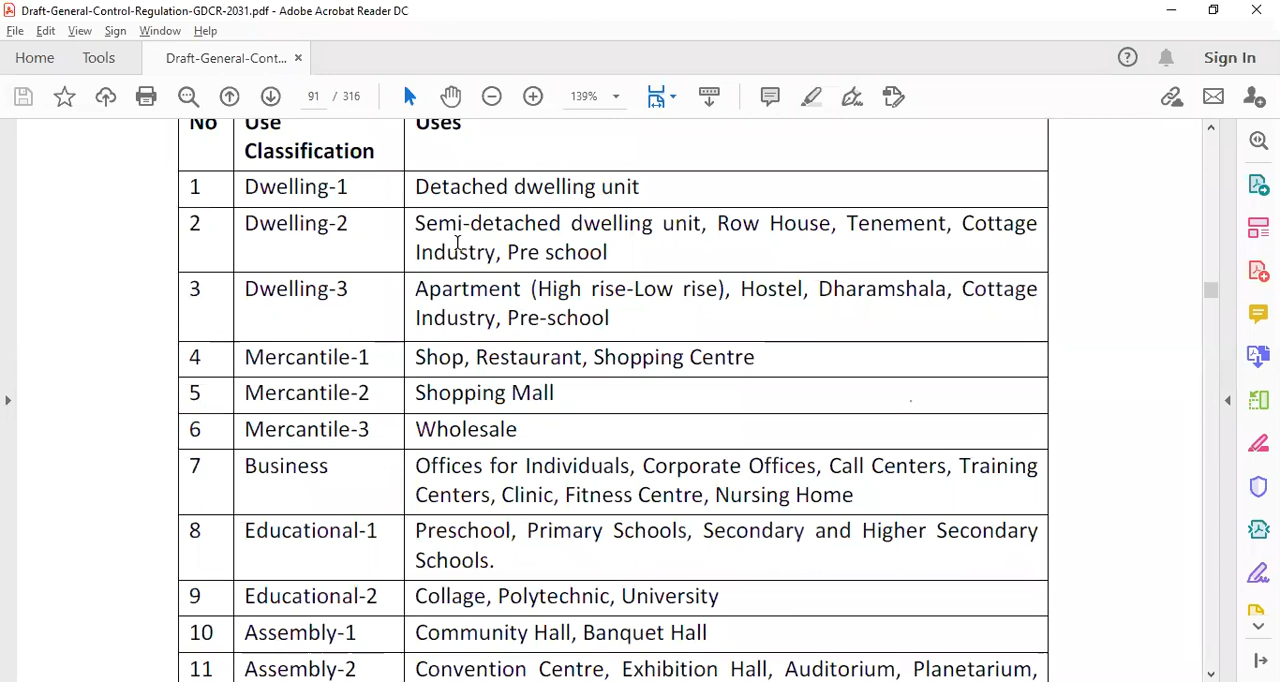 Draft-General-Control-Regulation-GDCR-2031.pdf - Adobe Acrobat Reader DC
File Edit View Sign Window Help
Home Tools Draft-General-Cont... × Sign In
91 / 316 139%
No Use Uses
Classification
1 Dwelling-1 Detached dwelling unit
2 Dwelling-2 Semi-detached dwelling unit, Row House, Tenement, Cottage
Industry, Pre school
3 Dwelling-3 Apartment (High rise-Low rise), Hostel, Dharamshala, Cottage
Industry, Pre-school
4 Mercantile-1 Shop, Restaurant, Shopping Centre
5 Mercantile-2 Shopping Mall
6 Mercantile-3 Wholesale
7 Business Offices for Individuals, Corporate Offices, Call Centers, Training
Centers, Clinic, Fitness Centre, Nursing Home
8 Educational-1 Preschool, Primary Schools, Secondary and Higher Secondary
Schools.
9 Educational-2 Collage, Polytechnic, University
10 Assembly-1 Community Hall, Banquet Hall
11 Assembly-2 Convention Centre, Exhibition Hall, Auditorium, Planetarium,